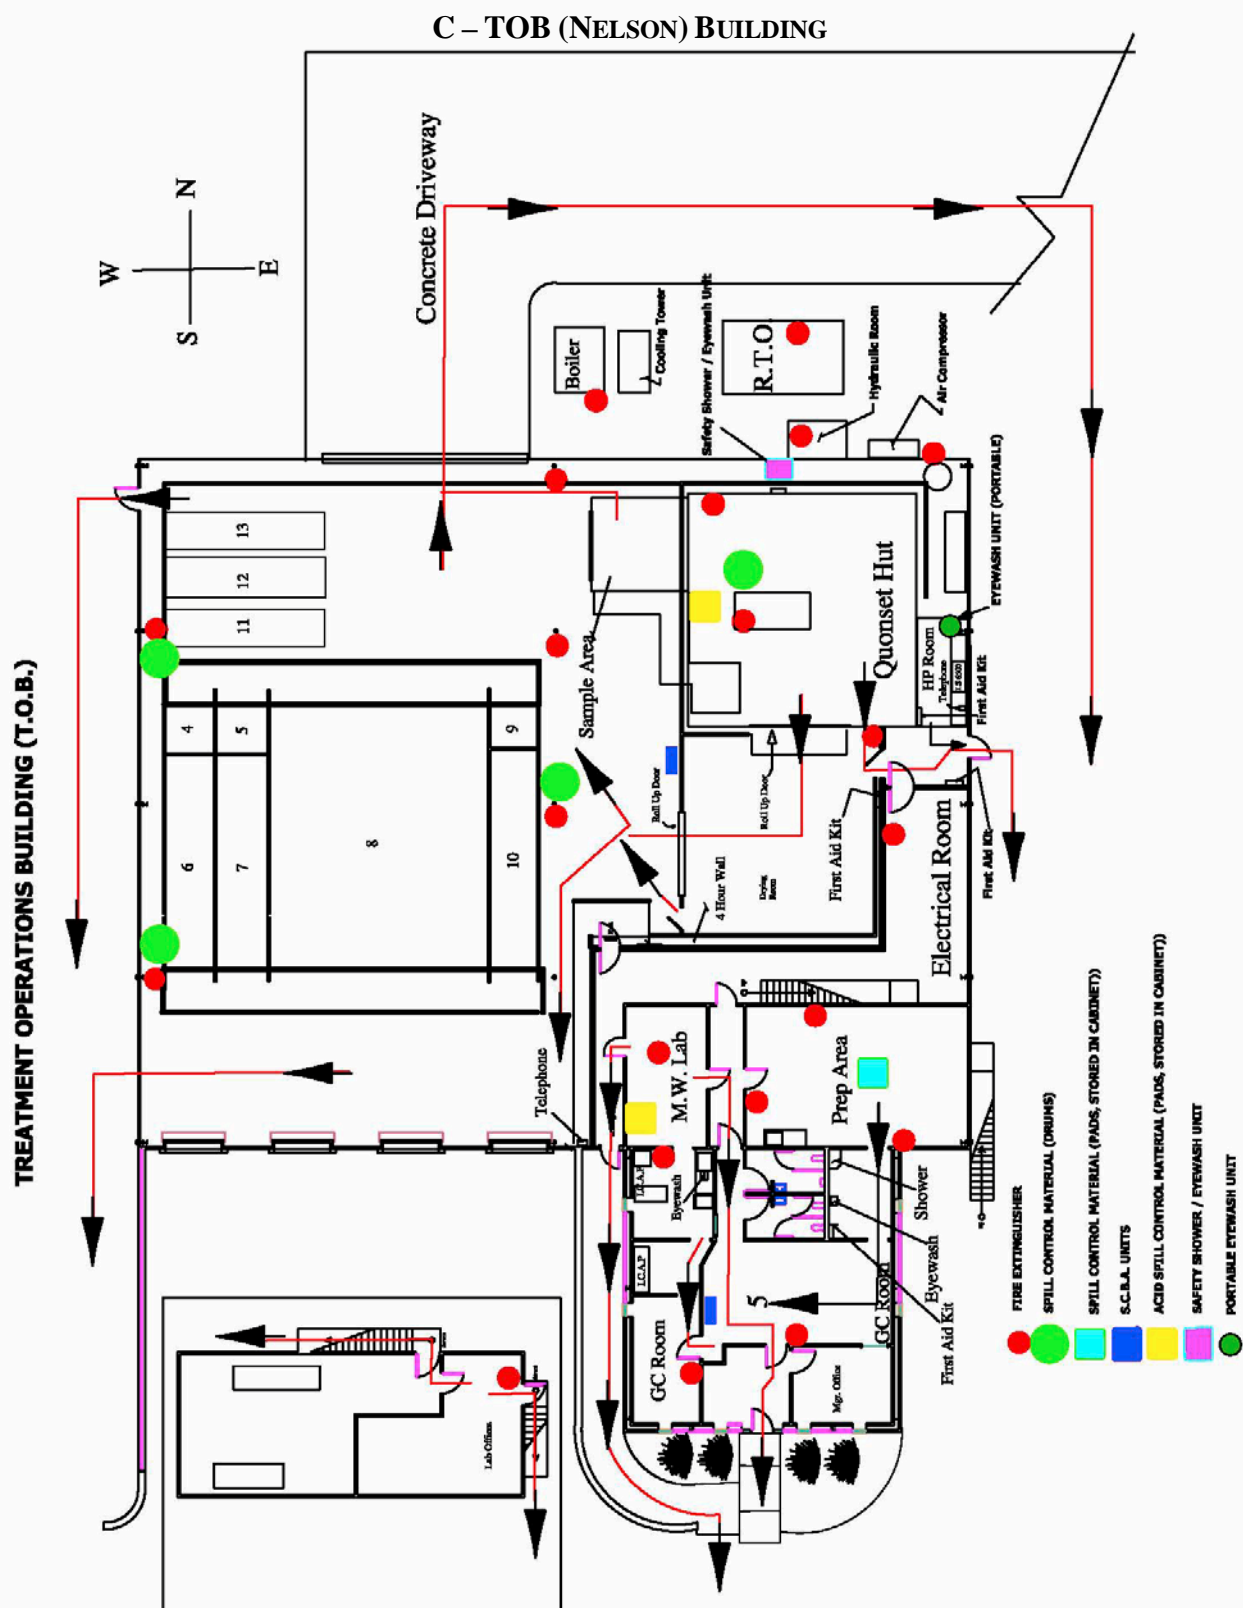 C – TOB (NELSON) BUILDING
TREATMENT OPERATIONS BUILDING (T.O.B.)
W
N
S
E
Concrete Driveway
Boiler
Cooling Tower
Safety Shower / Eyewash Unit
R.T.O.
Hydraulic Room
Air Compressor
EYEWASH UNIT (PORTABLE)
13
12
11
4
5
9
6
7
8
10
Sample Area
Quonset Hut
HP Room
Telephone
First Aid Kit
Roll Up Door
Roll Up Door
First Aid Kit
4 Hour Wall
Drying
Room
Electrical Room
First Aid Kit
Telephone
M.W. Lab
Prep Area
I.C.A.P
Eyewash
Shower
I.C.A.P
5
Eyewash
GC Room
GC Room
First Aid Kit
Mgr. Office
Lab Offices
FIRE EXTINGUISHER
SPILL CONTROL MATERIAL (DRUMS)
SPILL CONTROL MATERIAL (PADS, STORED IN CABINET))
S.C.B.A. UNITS
ACID SPILL CONTROL MATERIAL (PADS, STORED IN CABINET))
SAFETY SHOWER / EYEWASH UNIT
PORTABLE EYEWASH UNIT